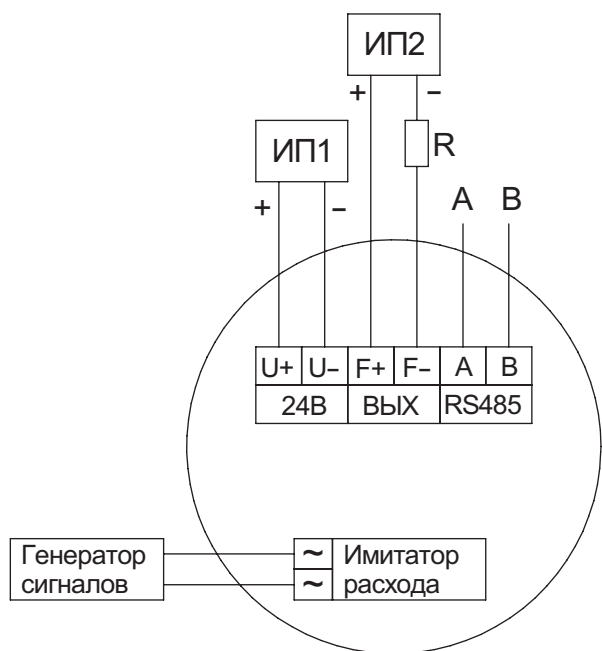 ИП2
+ −
ИП1
R
+ −
A B
U+ U− F+ F− A B
24В ВЫХ RS485
Генератор
сигналов
~ Имитатор
~ расхода